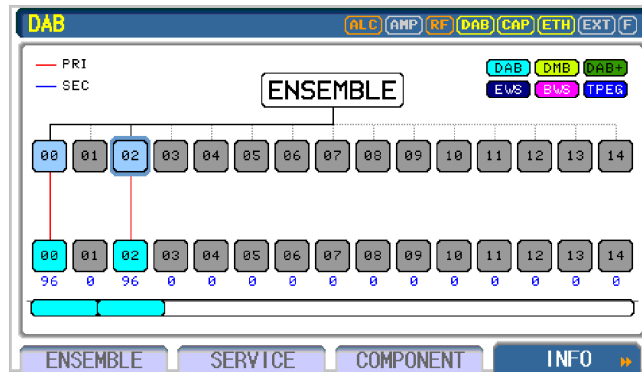 DAB ALC AMP RF DAB CAP ETH EXT F
PRI DAB DMB DAB+
SEC EWS BWS TPEG
ENSEMBLE
00 01 02 03 04 05 06 07 08 09 10 11 12 13 14
00 01 02 03 04 05 06 07 08 09 10 11 12 13 14
96 0 96 0 0 0 0 0 0 0 0 0 0 0 0
ENSEMBLE SERVICE COMPONENT INFO